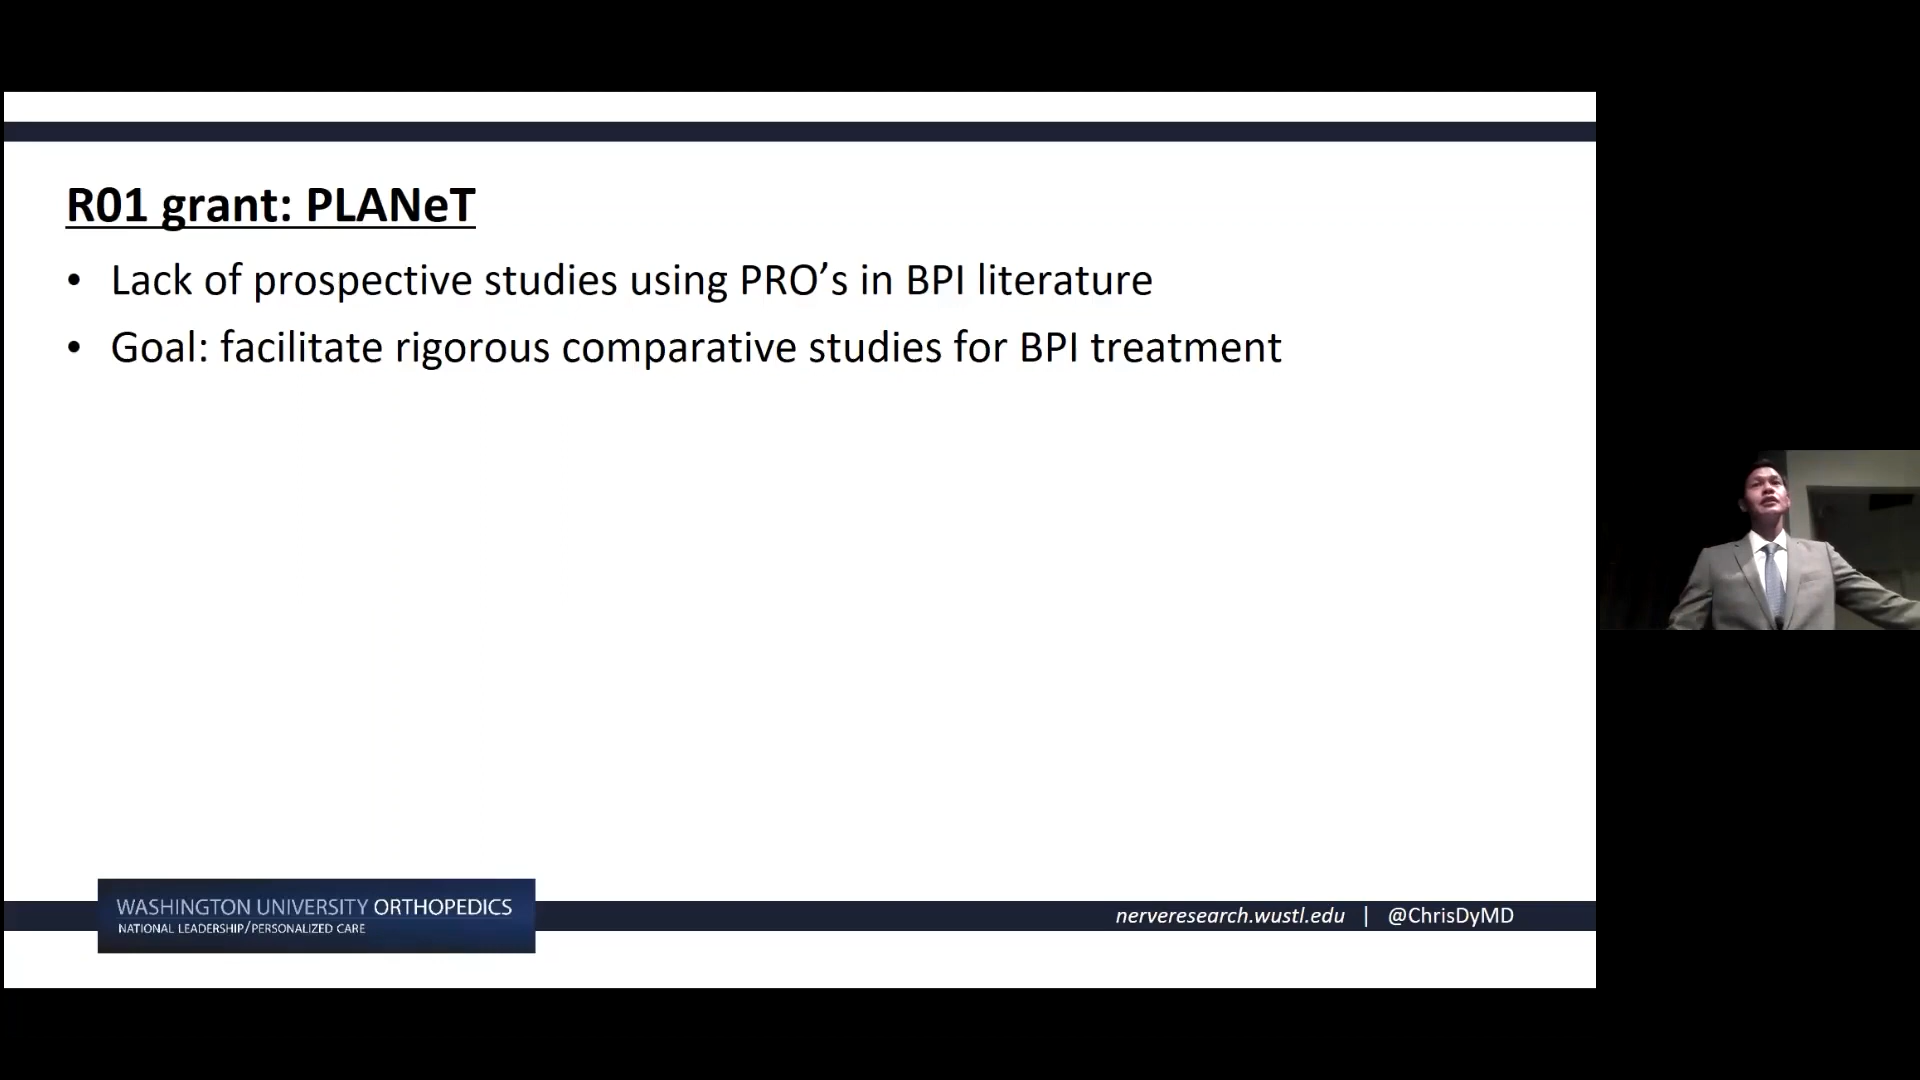 R01 grant: PLANeT
• Lack of prospective studies using PRO’s in BPI literature
• Goal: facilitate rigorous comparative studies for BPI treatment
WASHINGTON UNIVERSITY ORTHOPEDICS
NATIONAL LEADERSHIP/PERSONALIZED CARE
nerveresearch.wustl.edu | @ChrisDyMD